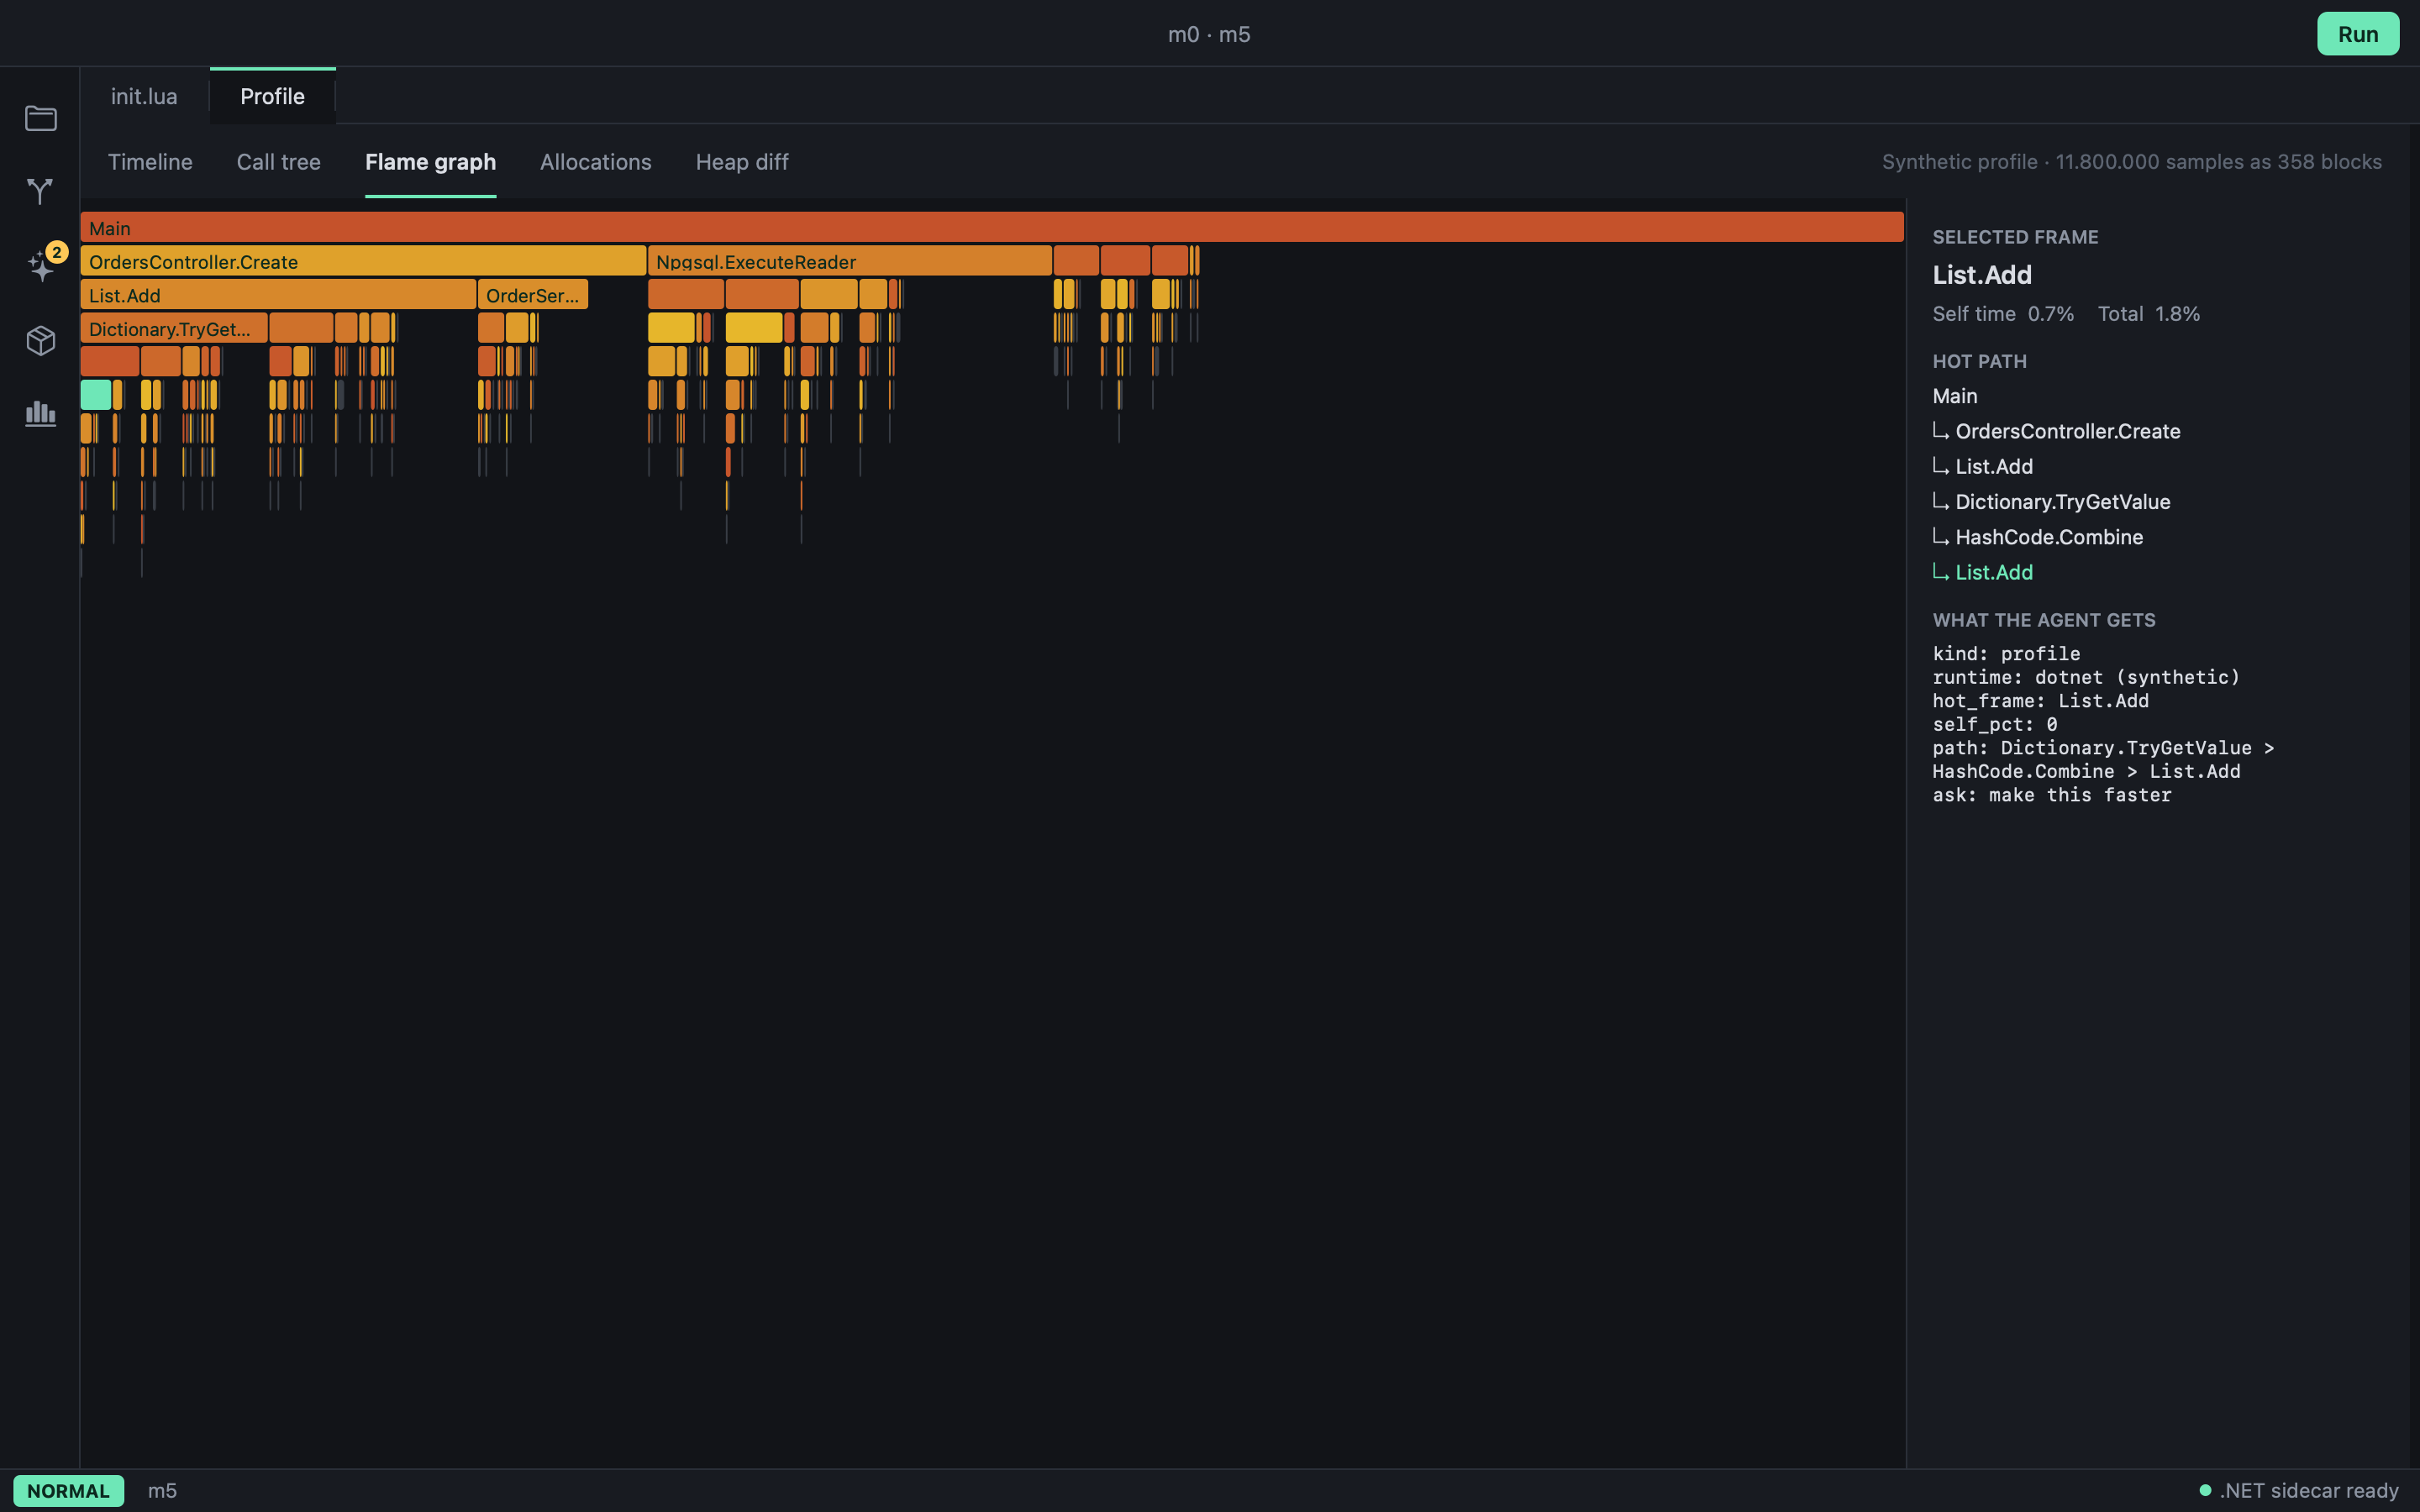 m0 · m5
Run
init.lua
Profile
Timeline
Call tree
Flame graph
Allocations
Heap diff
Synthetic profile · 11.800.000 samples as 358 blocks
2
Main
OrdersController.Create
Npgsql.ExecuteReader
List.Add
OrderSer...
Dictionary.TryGet...
SELECTED FRAME
List.Add
Self time 0.7% Total 1.8%
HOT PATH
Main
OrdersController.Create
List.Add
Dictionary.TryGetValue
HashCode.Combine
List.Add
WHAT THE AGENT GETS
kind: profile
runtime: dotnet (synthetic)
hot_frame: List.Add
self_pct: 0
path: Dictionary.TryGetValue >
HashCode.Combine > List.Add
ask: make this faster
NORMAL
m5
.NET sidecar ready